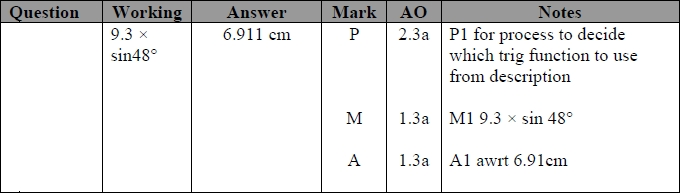 Question Working Answer Mark AO Notes
9.3 × 6.911 cm P 2.3a P1 for process to decide
sin48° which trig function to use
from description
M 1.3a M1 9.3 × sin 48°
A 1.3a A1 awrt 6.91cm